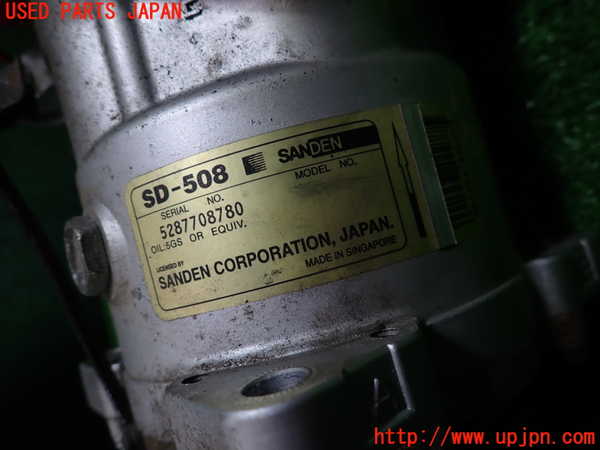 USED PARTS JAPAN
SD-508 SANDEN
SERIAL NO. MODEL NO.
5287708780
OIL:5GS OR EQUIV.
LICENSED BY SANDEN CORPORATION, JAPAN.
MADE IN SINGAPORE
A
http://www.upjpn.com